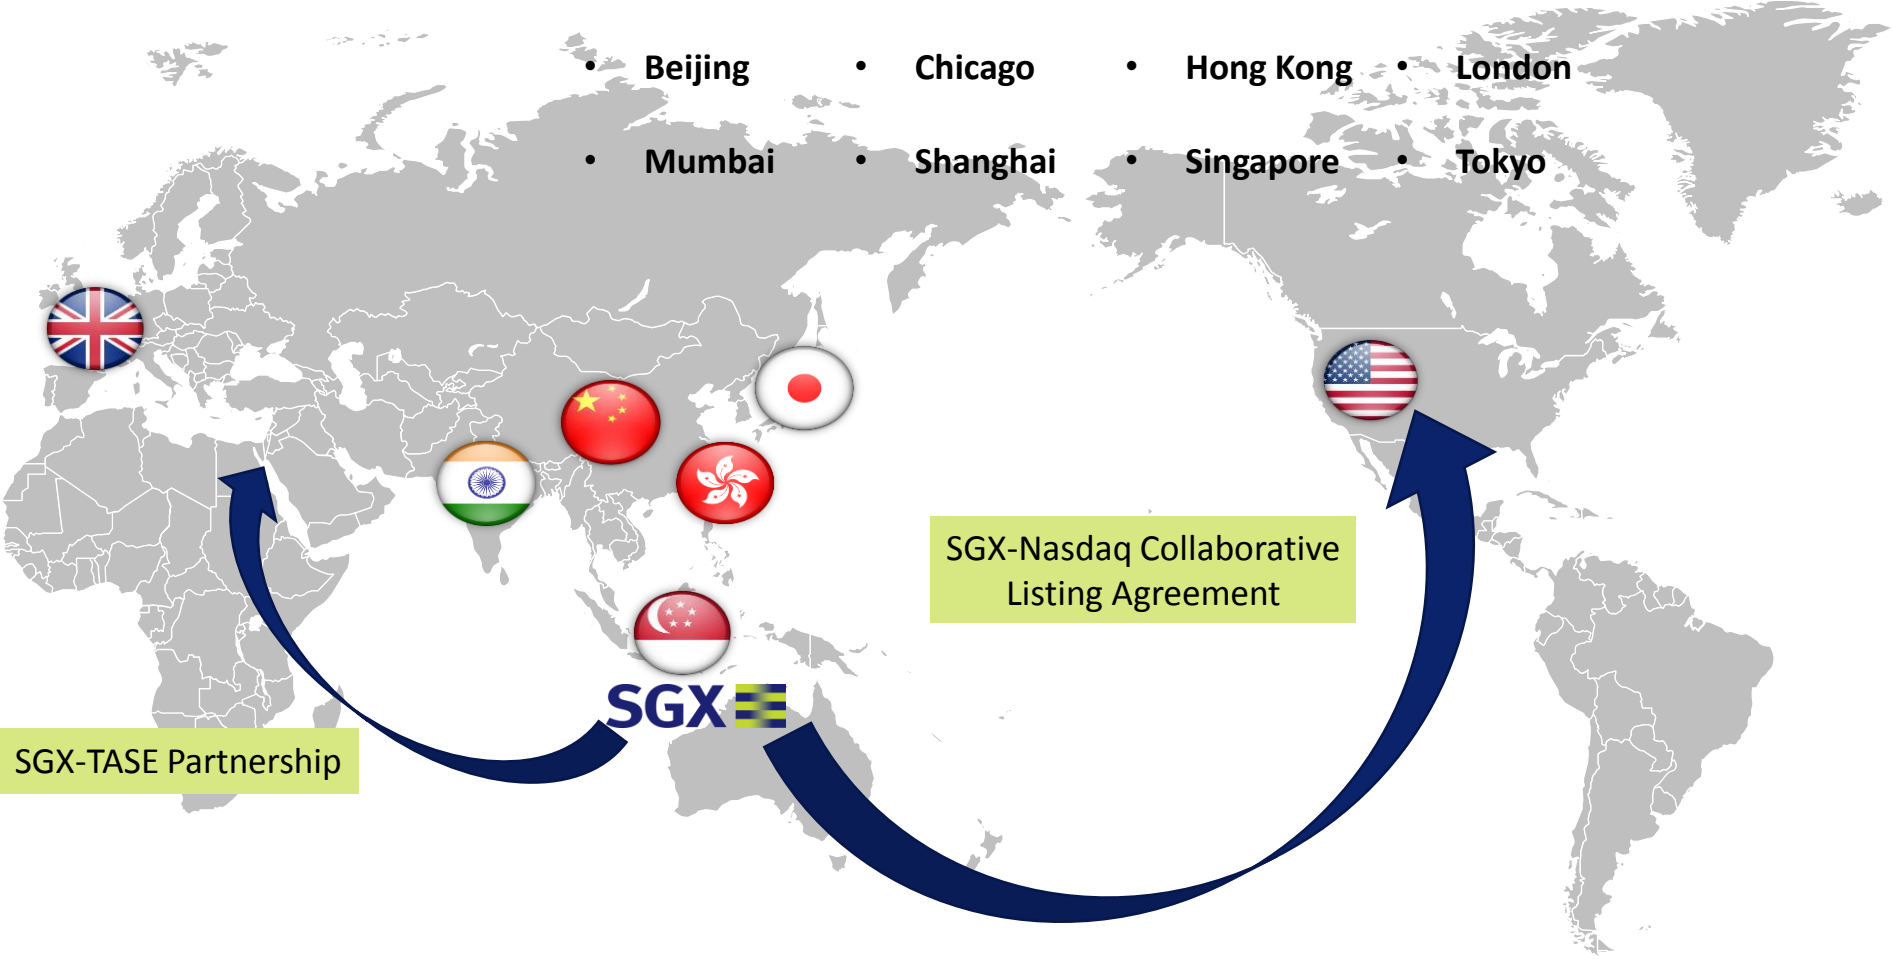 • Beijing • Chicago • Hong Kong • London
• Mumbai • Shanghai • Singapore • Tokyo
SGX-Nasdaq Collaborative
Listing Agreement
SGX
SGX-TASE Partnership